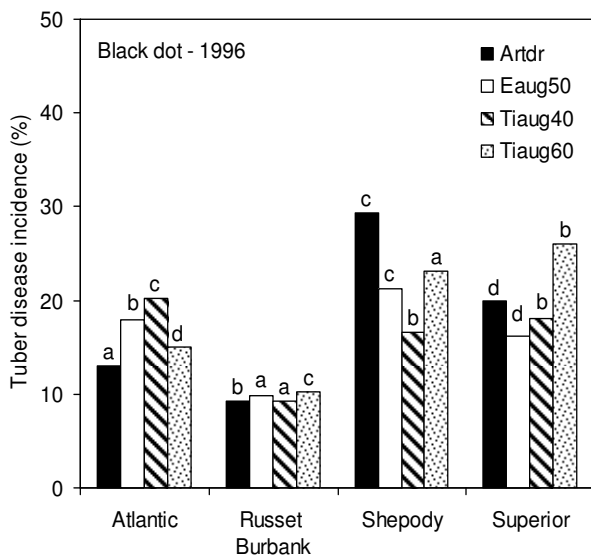 50
40
30
20
10
0
Tuber disease incidence (%)
Black dot - 1996
Artdr
Eaug50
Tiaug40
Tiaug60
a b c d
b a a c
c c b a
d d b b
Atlantic
Russet Burbank
Shepody
Superior